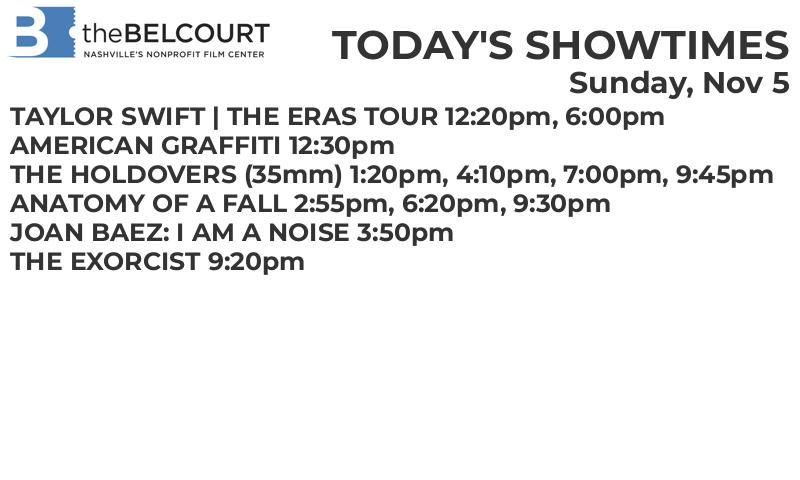 B theBELCOURT
NASHVILLE'S NONPROFIT FILM CENTER
TODAY'S SHOWTIMES
Sunday, Nov 5
TAYLOR SWIFT | THE ERAS TOUR 12:20pm, 6:00pm
AMERICAN GRAFFITI 12:30pm
THE HOLDOVERS (35mm) 1:20pm, 4:10pm, 7:00pm, 9:45pm
ANATOMY OF A FALL 2:55pm, 6:20pm, 9:30pm
JOAN BAEZ: I AM A NOISE 3:50pm
THE EXORCIST 9:20pm